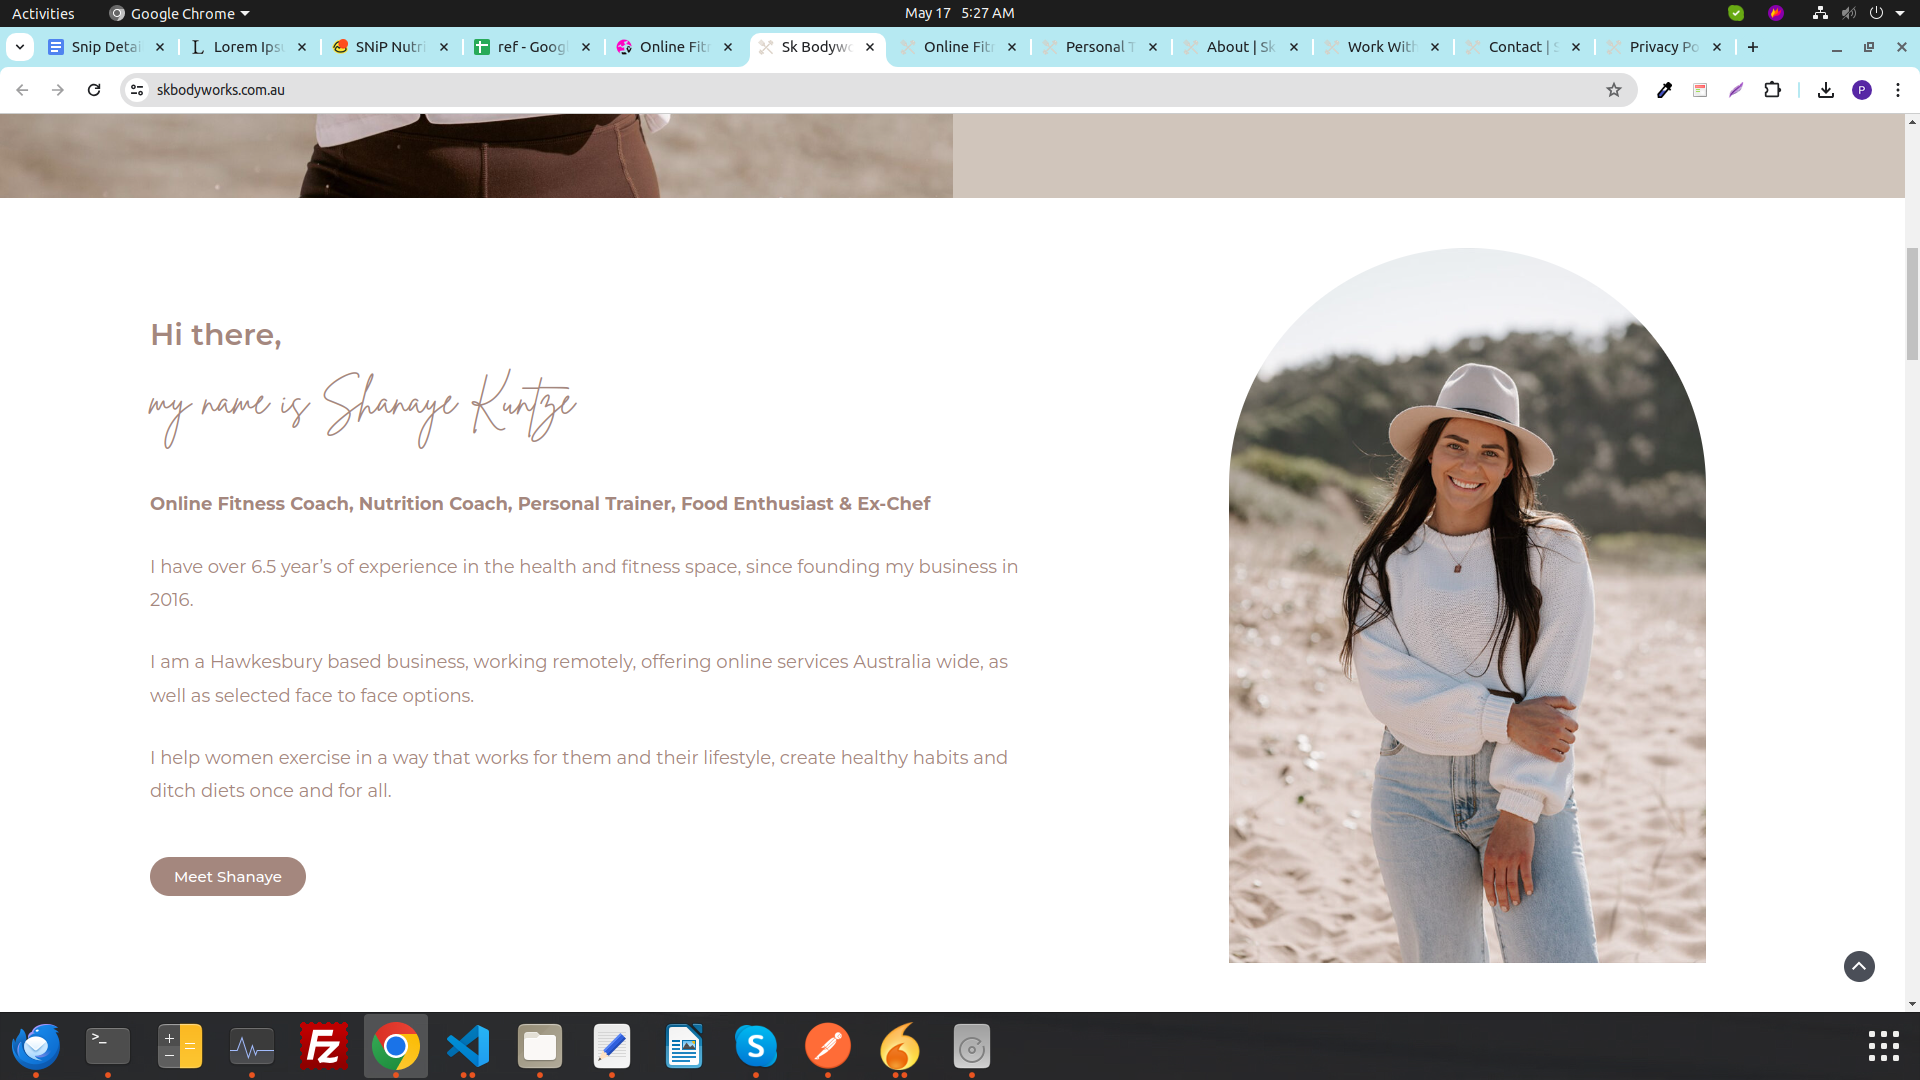 Activities Google Chrome May 17 5:27 AM
Snip Detai Lorem Ips SNiP Nutri ref - Googl Online Fitn Sk Bodywo Online Fitn Personal T About | Sk Work With Contact | S Privacy Po
skbodyworks.com.au P
Hi there,
my name is Shanaye Kuntze
Online Fitness Coach, Nutrition Coach, Personal Trainer, Food Enthusiast & Ex-Chef
I have over 6.5 year’s of experience in the health and fitness space, since founding my business in
2016.
I am a Hawkesbury based business, working remotely, offering online services Australia wide, as
well as selected face to face options.
I help women exercise in a way that works for them and their lifestyle, create healthy habits and
ditch diets once and for all.
Meet Shanaye